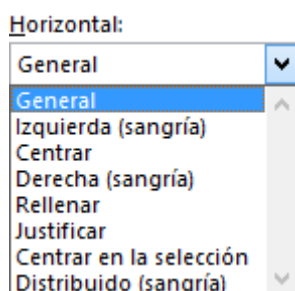 Horizontal:
General
General
Izquierda (sangría)
Centrar
Derecha (sangría)
Rellenar
Justificar
Centrar en la selección
Distribuido (sangría)